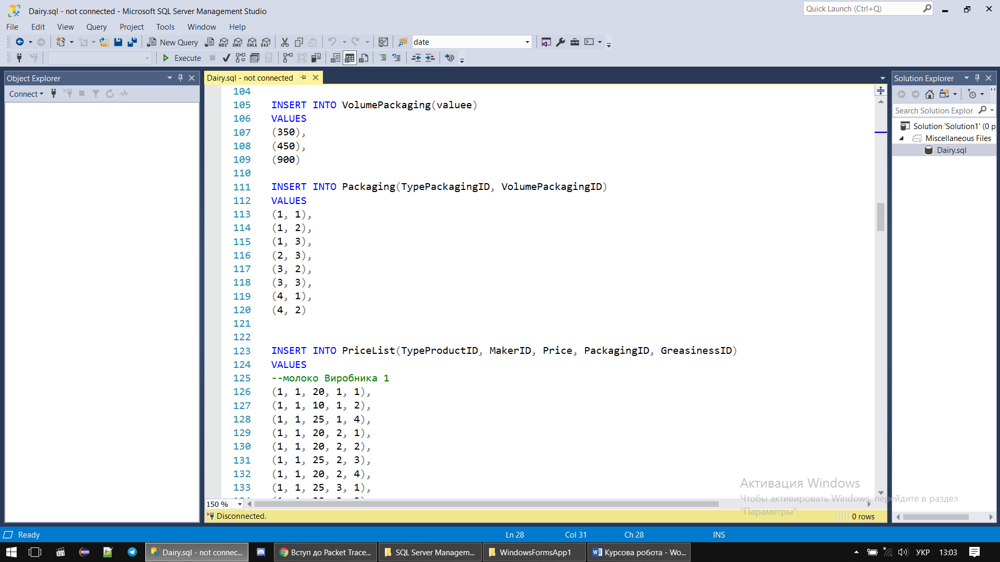 Dairy.sql - not connected - Microsoft SQL Server Management Studio
Quick Launch (Ctrl+Q)
File Edit View Query Project Tools Window Help
New Query MDX DMX XMLA DAX date
Execute
Object Explorer
Connect
Dairy.sql - not connected
104
105 INSERT INTO VolumePackaging(valuee)
106 VALUES
107 (350),
108 (450),
109 (900)
110
111 INSERT INTO Packaging(TypePackagingID, VolumePackagingID)
112 VALUES
113 (1, 1),
114 (1, 2),
115 (1, 3),
116 (2, 3),
117 (3, 2),
118 (3, 3),
119 (4, 1),
120 (4, 2)
121
122
123 INSERT INTO PriceList(TypeProductID, MakerID, Price, PackagingID, GreasinessID)
124 VALUES
125 --молоко Виробника 1
126 (1, 1, 20, 1, 1),
127 (1, 1, 10, 1, 2),
128 (1, 1, 25, 1, 4),
129 (1, 1, 20, 2, 1),
130 (1, 1, 20, 2, 2),
131 (1, 1, 25, 2, 3),
132 (1, 1, 20, 2, 4),
133 (1, 1, 25, 3, 1),
150 %
Disconnected.
0 rows
Solution Explorer
Search Solution Explor
Solution 'Solution1' (0 p
Miscellaneous Files
Dairy.sql
Активация Windows
Чтобы активировать Windows, перейдите в раздел
"Параметры".
Ready Ln 28 Col 31 Ch 28 INS
Dairy.sql - not connec... Вступ до Packet Trace... SQL Server Managem... WindowsFormsApp1 Курсова робота - Wo... УКР 13:03